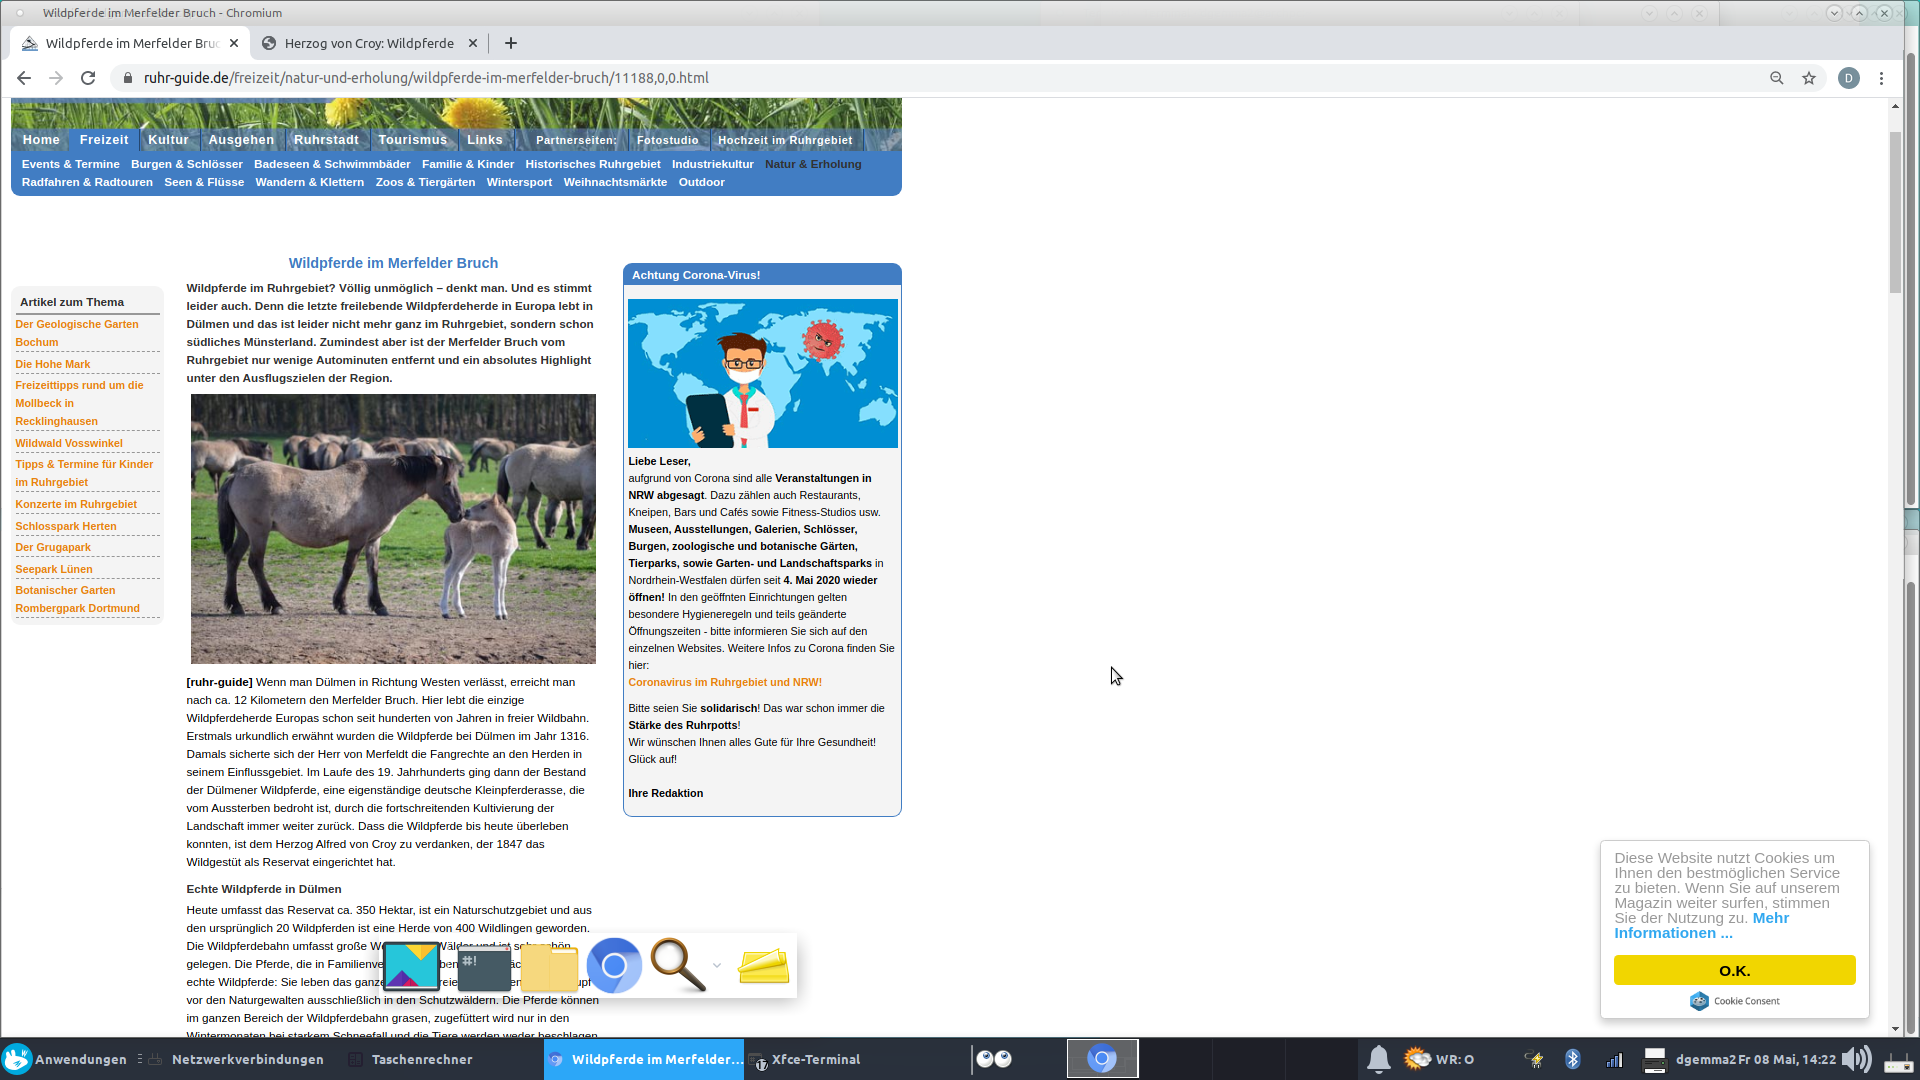 Wildpferde im Merfelder Bruch - Chromium
Wildpferde im Merfelder Bruc
Herzog von Croy: Wildpferde
ruhr-guide.de/freizeit/natur-und-erholung/wildpferde-im-merfelder-bruch/11188,0,0.html
D
Home Freizeit Kultur Ausgehen Ruhrstadt Tourismus Links Partnerseiten: Fotostudio Hochzeit im Ruhrgebiet
Events & Termine Burgen & Schlösser Badeseen & Schwimmbäder Familie & Kinder Historisches Ruhrgebiet Industriekultur Natur & Erholung
Radfahren & Radtouren Seen & Flüsse Wandern & Klettern Zoos & Tiergärten Wintersport Weihnachtsmärkte Outdoor
Artikel zum Thema
Der Geologische Garten
Bochum
Die Hohe Mark
Freizeittipps rund um die
Mollbeck in
Recklinghausen
Wildwald Vosswinkel
Tipps & Termine für Kinder
im Ruhrgebiet
Konzerte im Ruhrgebiet
Schlosspark Herten
Der Grugapark
Seepark Lünen
Botanischer Garten
Rombergpark Dortmund
Wildpferde im Merfelder Bruch
Wildpferde im Ruhrgebiet? Völlig unmöglich – denkt man. Und es stimmt
leider auch. Denn die letzte freilebende Wildpferdeherde in Europa lebt in
Dülmen und das ist leider nicht mehr ganz im Ruhrgebiet, sondern schon
südliches Münsterland. Zumindest aber ist der Merfelder Bruch vom
Ruhrgebiet nur wenige Autominuten entfernt und ein absolutes Highlight
unter den Ausflugszielen der Region.
[ruhr-guide] Wenn man Dülmen in Richtung Westen verlässt, erreicht man
nach ca. 12 Kilometern den Merfelder Bruch. Hier lebt die einzige
Wildpferdeherde Europas schon seit hunderten von Jahren in freier Wildbahn.
Erstmals urkundlich erwähnt wurden die Wildpferde bei Dülmen im Jahr 1316.
Damals sicherte sich der Herr von Merfeldt die Fangrechte an den Herden in
seinem Einflussgebiet. Im Laufe des 19. Jahrhunderts ging dann der Bestand
der Dülmener Wildpferde, eine eigenständige deutsche Kleinpferderasse, die
vom Aussterben bedroht ist, durch die fortschreitenden Kultivierung der
Landschaft immer weiter zurück. Dass die Wildpferde bis heute überleben
konnten, ist dem Herzog Alfred von Croy zu verdanken, der 1847 das
Wildgestüt als Reservat eingerichtet hat.
Echte Wildpferde in Dülmen
Heute umfasst das Reservat ca. 350 Hektar, ist ein Naturschutzgebiet und aus
den ursprünglich 20 Wildpferden ist eine Herde von 400 Wildlingen geworden.
Die Wildpferdebahn umfasst große We Wälder und ist sehr schön
gelegen. Die Pferde, die in Familienve
echte Wildpferde: Sie leben das ganze
vor den Naturgewalten ausschließlich in den Schutzwäldern. Die Pferde können
im ganzen Bereich der Wildpferdebahn grasen, zugefüttert wird nur in den
Wintermonaten bei starkem Schneefall und die Tiere werden weder beschlagen
Achtung Corona-Virus!
Liebe Leser,
aufgrund von Corona sind alle Veranstaltungen in
NRW abgesagt. Dazu zählen auch Restaurants,
Kneipen, Bars und Cafés sowie Fitness-Studios usw.
Museen, Ausstellungen, Galerien, Schlösser,
Burgen, zoologische und botanische Gärten,
Tierparks, sowie Garten- und Landschaftsparks in
Nordrhein-Westfalen dürfen seit 4. Mai 2020 wieder
öffnen! In den geöffnten Einrichtungen gelten
besondere Hygieneregeln und teils geänderte
Öffnungszeiten - bitte informieren Sie sich auf den
einzelnen Websites. Weitere Infos zu Corona finden Sie
hier:
Coronavirus im Ruhrgebiet und NRW!
Bitte seien Sie solidarisch! Das war schon immer die
Stärke des Ruhrpotts!
Wir wünschen Ihnen alles Gute für Ihre Gesundheit!
Glück auf!
Ihre Redaktion
Diese Website nutzt Cookies um
Ihnen den bestmöglichen Service
zu bieten. Wenn Sie auf unserem
Magazin weiter surfen, stimmen
Sie der Nutzung zu. Mehr
Informationen ...
O.K.
Cookie Consent
#!
Anwendungen Netzwerkverbindungen Taschenrechner Wildpferde im Merfelder... 17 Xfce-Terminal WR: O dgemma2 Fr 08 Mai, 14:22